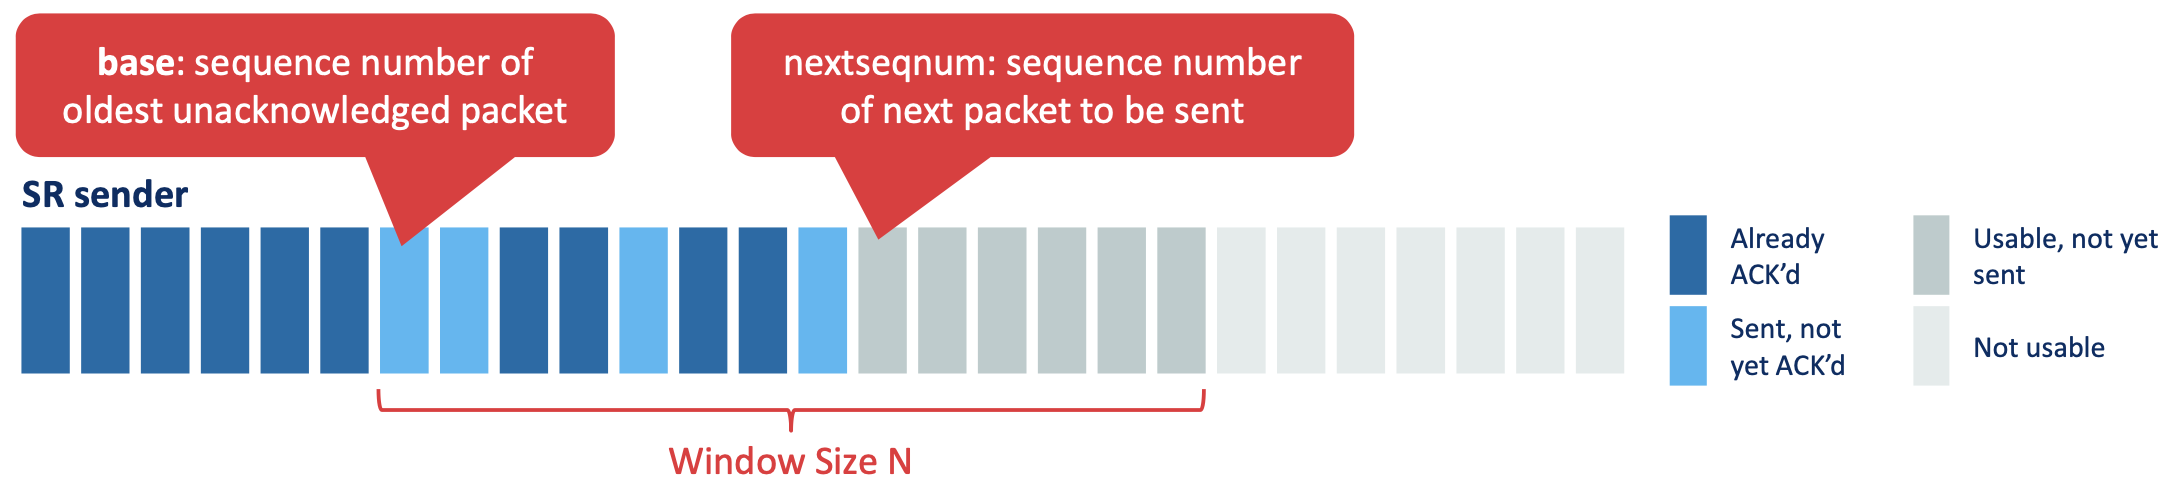 base: sequence number of
oldest unacknowledged packet
nextseqnum: sequence number
of next packet to be sent
SR sender
Already
ACK’d
Sent, not
yet ACK’d
Usable, not yet
sent
Not usable
Window Size N